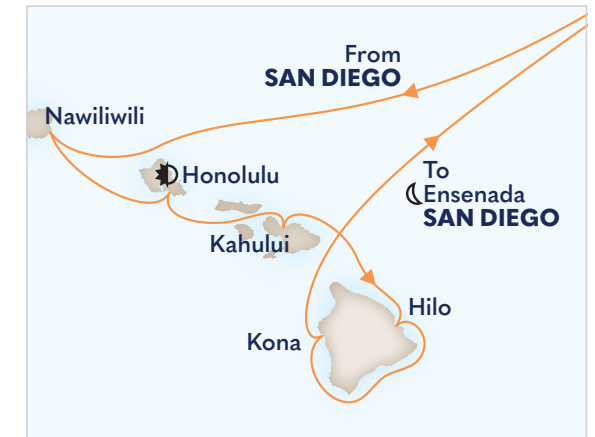 From
SAN DIEGO
Nawiliwili
Honolulu
To
Ensenada
SAN DIEGO
Kahului
Hilo
Kona